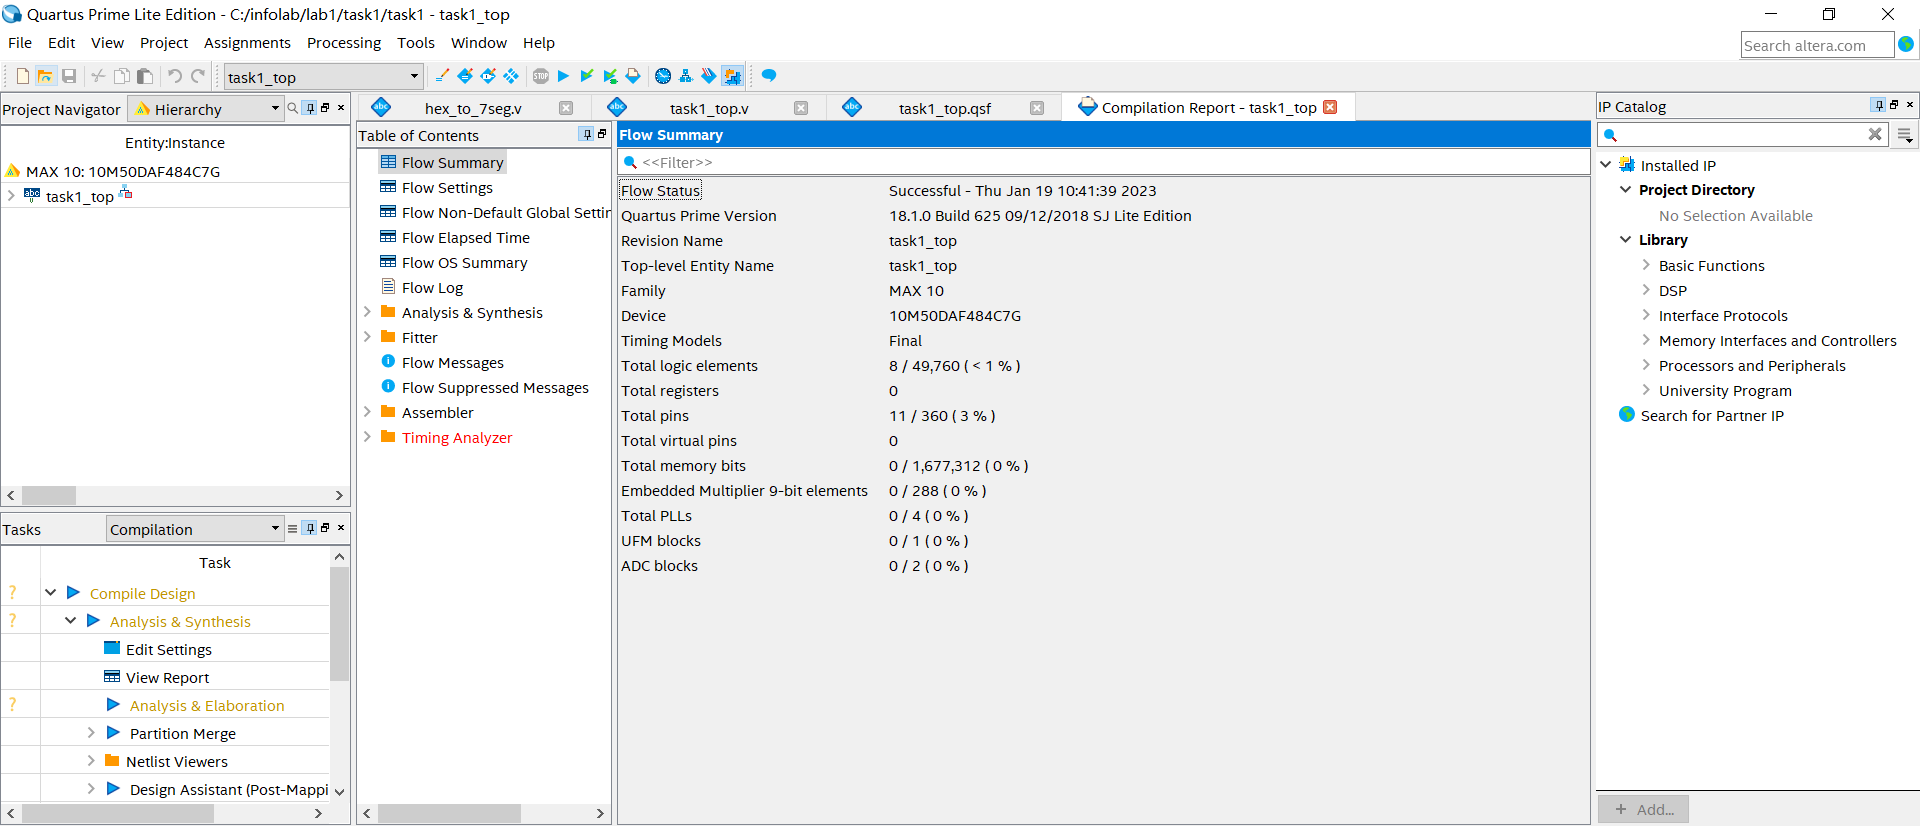 Quartus Prime Lite Edition - C:/infolab/lab1/task1/task1 - task1_top
File Edit View Project Assignments Processing Tools Window Help
Search altera.com
task1_top
STOP
Project Navigator
Hierarchy
Entity:Instance
MAX 10: 10M50DAF484C7G
abc
task1_top
Tasks
Compilation
Task
? Compile Design
? Analysis & Synthesis
Edit Settings
View Report
? Analysis & Elaboration
Partition Merge
Netlist Viewers
Design Assistant (Post-Mappi
abc hex_to_7seg.v
abc task1_top.v
abc task1_top.qsf
Compilation Report - task1_top
Table of Contents
Flow Summary
Flow Settings
Flow Non-Default Global Settin
Flow Elapsed Time
Flow OS Summary
Flow Log
Analysis & Synthesis
Fitter
Flow Messages
Flow Suppressed Messages
Assembler
Timing Analyzer
Flow Summary
<<Filter>>
Flow Status Successful - Thu Jan 19 10:41:39 2023
Quartus Prime Version 18.1.0 Build 625 09/12/2018 SJ Lite Edition
Revision Name task1_top
Top-level Entity Name task1_top
Family MAX 10
Device 10M50DAF484C7G
Timing Models Final
Total logic elements 8 / 49,760 ( < 1 % )
Total registers 0
Total pins 11 / 360 ( 3 % )
Total virtual pins 0
Total memory bits 0 / 1,677,312 ( 0 % )
Embedded Multiplier 9-bit elements 0 / 288 ( 0 % )
Total PLLs 0 / 4 ( 0 % )
UFM blocks 0 / 1 ( 0 % )
ADC blocks 0 / 2 ( 0 % )
IP Catalog
Installed IP
Project Directory
No Selection Available
Library
Basic Functions
DSP
Interface Protocols
Memory Interfaces and Controllers
Processors and Peripherals
University Program
Search for Partner IP
+ Add...